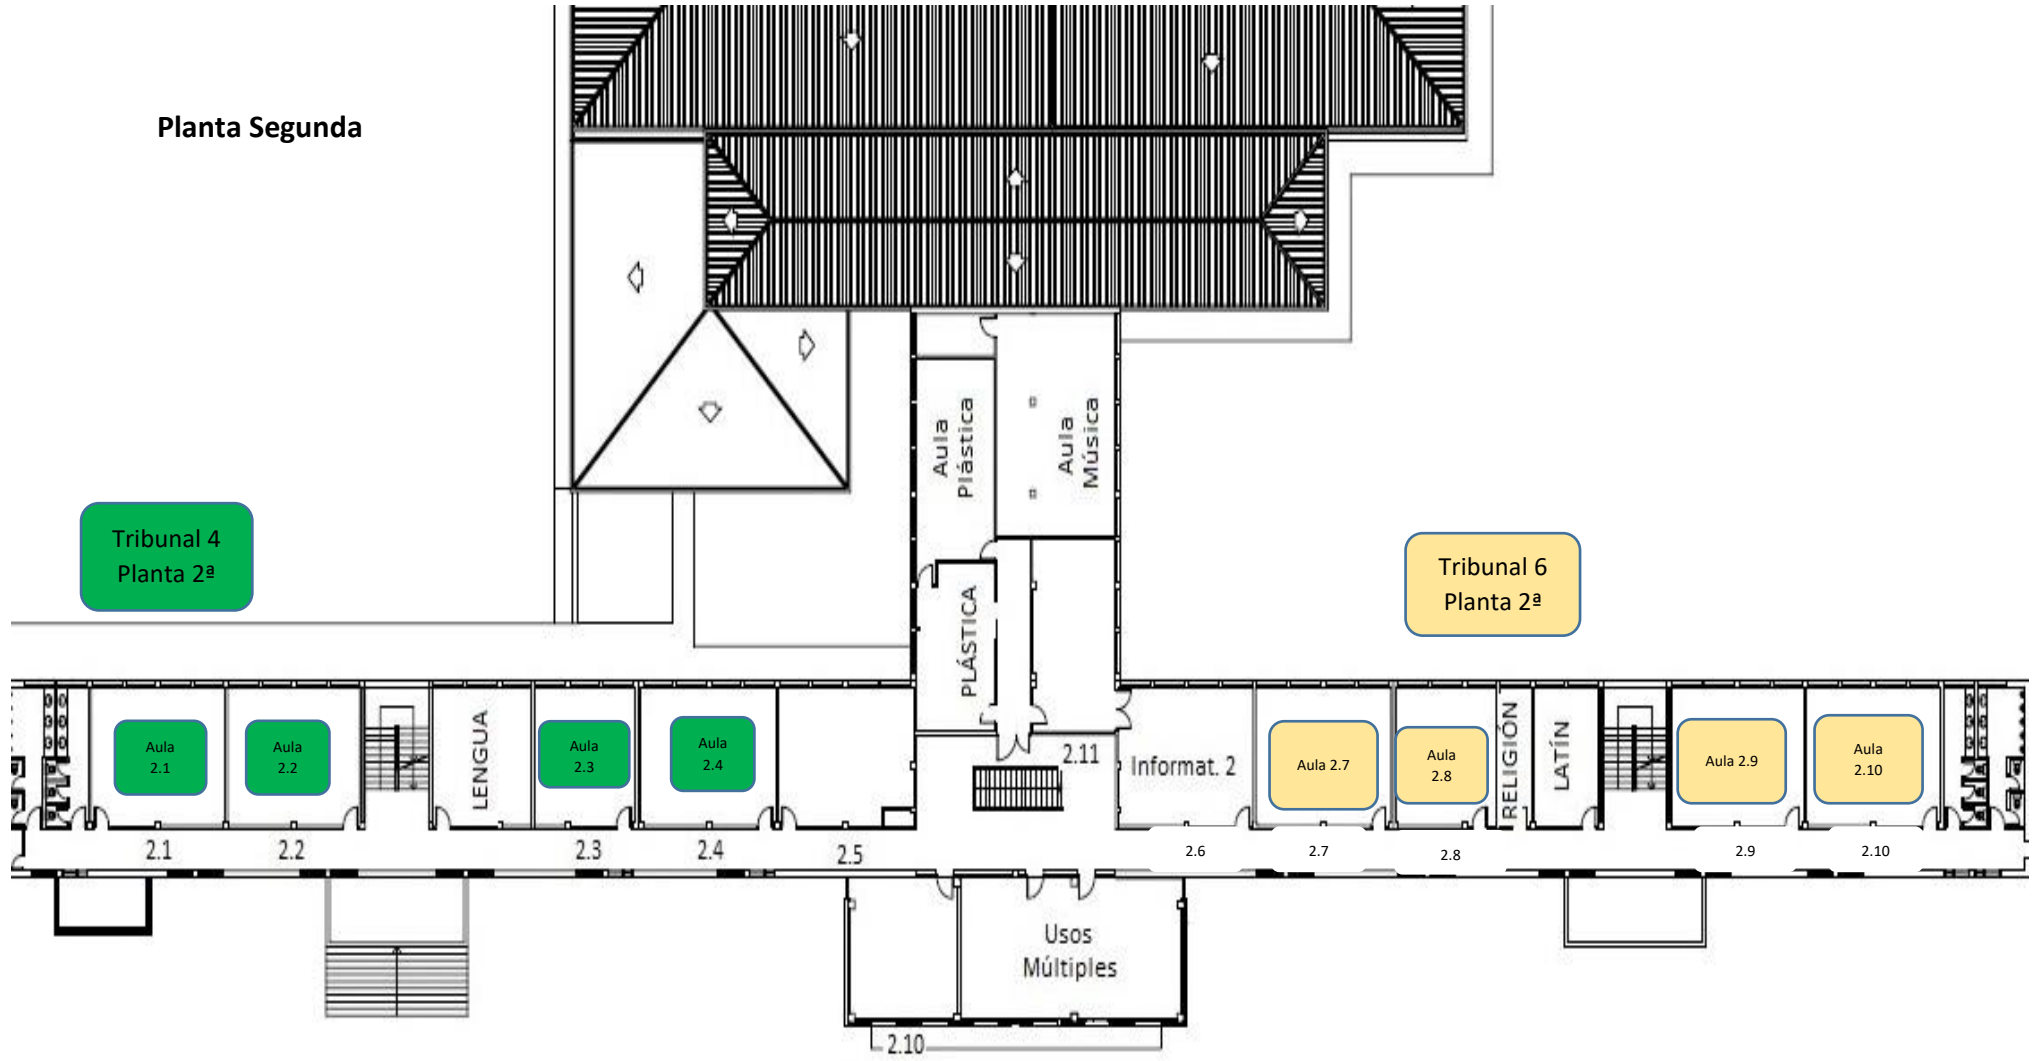 Planta Segunda
Aula
Plástica
Aula
Música
Tribunal 4
Planta 2ª
Tribunal 6
Planta 2ª
PLÁSTICA
Aula
2.1
Aula
2.2
LENGUA
Aula
2.3
Aula
2.4
2.11
Informat. 2
Aula 2.7
Aula
2.8
RELIGIÓN
LATÍN
Aula 2.9
Aula
2.10
2.1
2.2
2.3
2.4
2.5
2.6
2.7
2.8
2.9
2.10
Usos
Múltiples
2.10